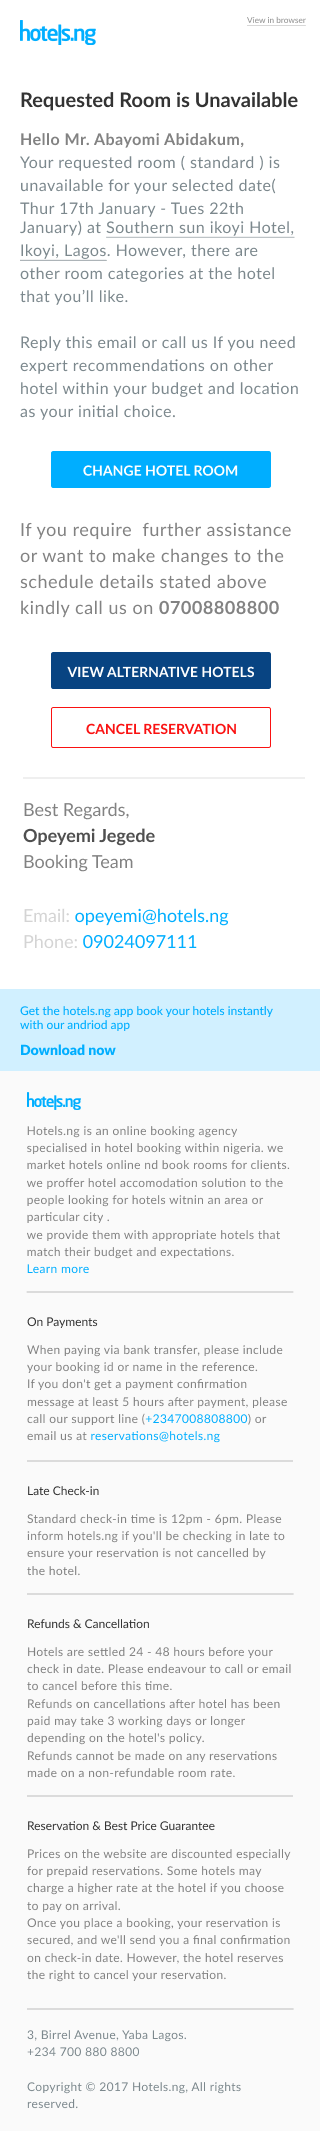 hotels.ng
View in browser
Requested Room is Unavailable
Hello Mr. Abayomi Abidakum,
Your requested room ( standard ) is
unavailable for your selected date(
Thur 17th January - Tues 22th
January) at Southern sun ikoyi Hotel,
Ikoyi, Lagos. However, there are
other room categories at the hotel
that you’ll like.
Reply this email or call us If you need
expert recommendations on other
hotel within your budget and location
as your initial choice.
CHANGE HOTEL ROOM
If you require  further assistance
or want to make changes to the
schedule details stated above
kindly call us on 07008808800
VIEW ALTERNATIVE HOTELS
CANCEL RESERVATION
Best Regards,
Opeyemi Jegede
Booking Team
Email: opeyemi@hotels.ng
Phone: 09024097111
Get the hotels.ng app book your hotels instantly
with our andriod app
Download now
hotels.ng
Hotels.ng is an online booking agency
specialised in hotel booking within nigeria. we
market hotels online nd book rooms for clients.
we proffer hotel accomodation solution to the
people looking for hotels witnin an area or
particular city .
we provide them with appropriate hotels that
match their budget and expectations.
Learn more
On Payments
When paying via bank transfer, please include
your booking id or name in the reference.
If you don't get a payment confirmation
message at least 5 hours after payment, please
call our support line (+2347008808800) or
email us at reservations@hotels.ng
Late Check-in
Standard check-in time is 12pm - 6pm. Please
inform hotels.ng if you'll be checking in late to
ensure your reservation is not cancelled by
the hotel.
Refunds & Cancellation
Hotels are settled 24 - 48 hours before your
check in date. Please endeavour to call or email
to cancel before this time.
Refunds on cancellations after hotel has been
paid may take 3 working days or longer
depending on the hotel's policy.
Refunds cannot be made on any reservations
made on a non-refundable room rate.
Reservation & Best Price Guarantee
Prices on the website are discounted especially
for prepaid reservations. Some hotels may
charge a higher rate at the hotel if you choose
to pay on arrival.
Once you place a booking, your reservation is
secured, and we'll send you a final confirmation
on check-in date. However, the hotel reserves
the right to cancel your reservation.
3, Birrel Avenue, Yaba Lagos.
+234 700 880 8800
Copyright © 2017 Hotels.ng, All rights
reserved.